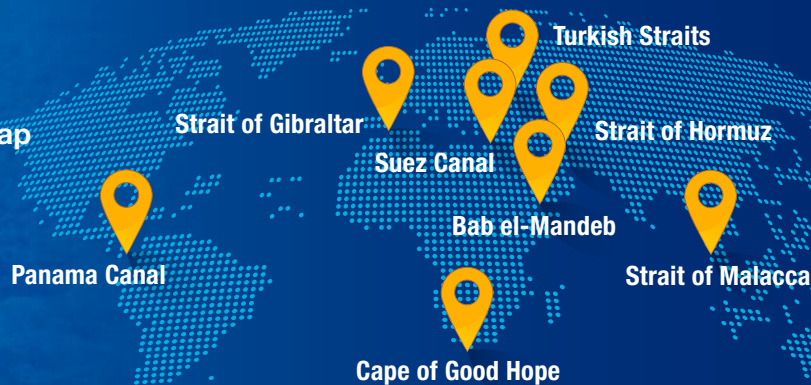 Turkish Straits
Strait of Gibraltar
Strait of Hormuz
ap
Suez Canal
Bab el-Mandeb
Panama Canal
Strait of Malacca
Cape of Good Hope